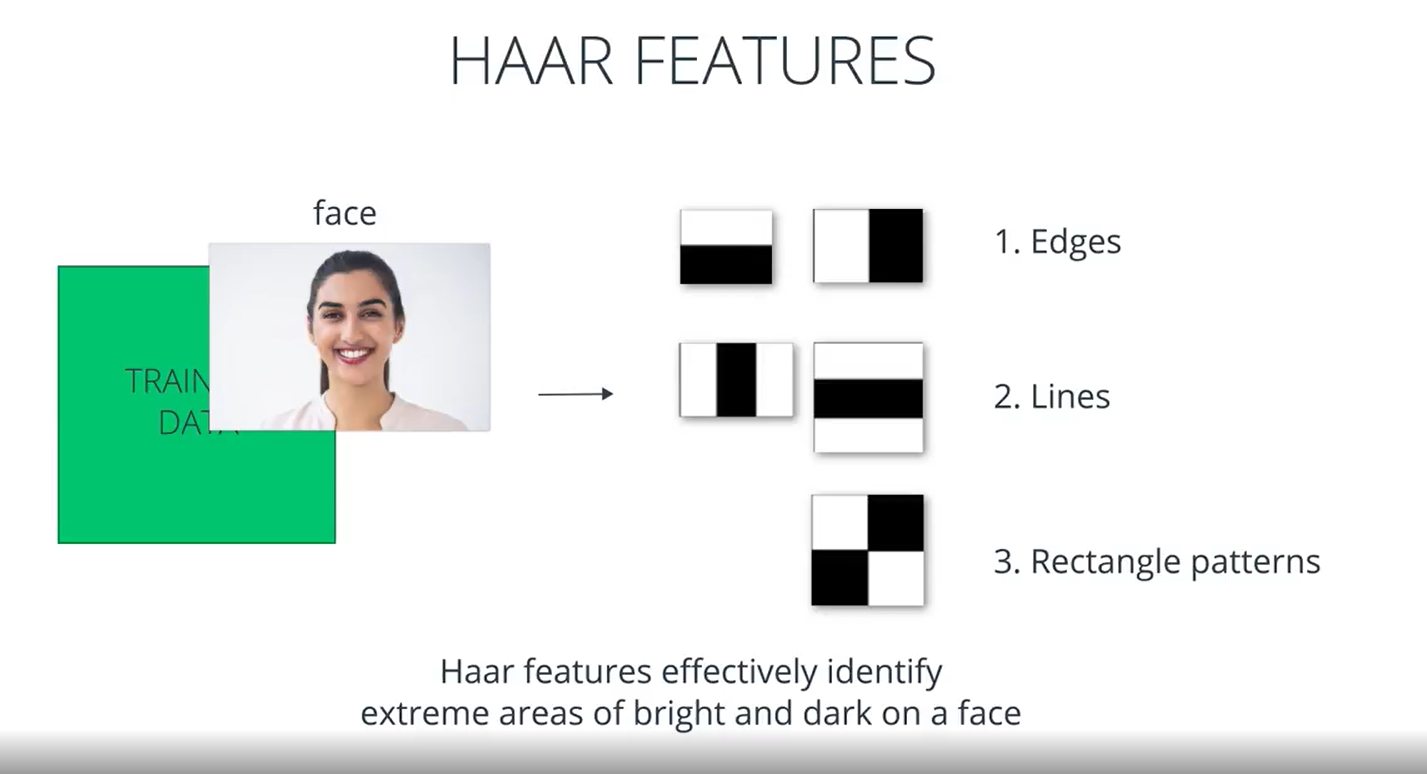 HAAR FEATURES
face
TRAIN
DATA
1. Edges
2. Lines
3. Rectangle patterns
Haar features effectively identify
extreme areas of bright and dark on a face